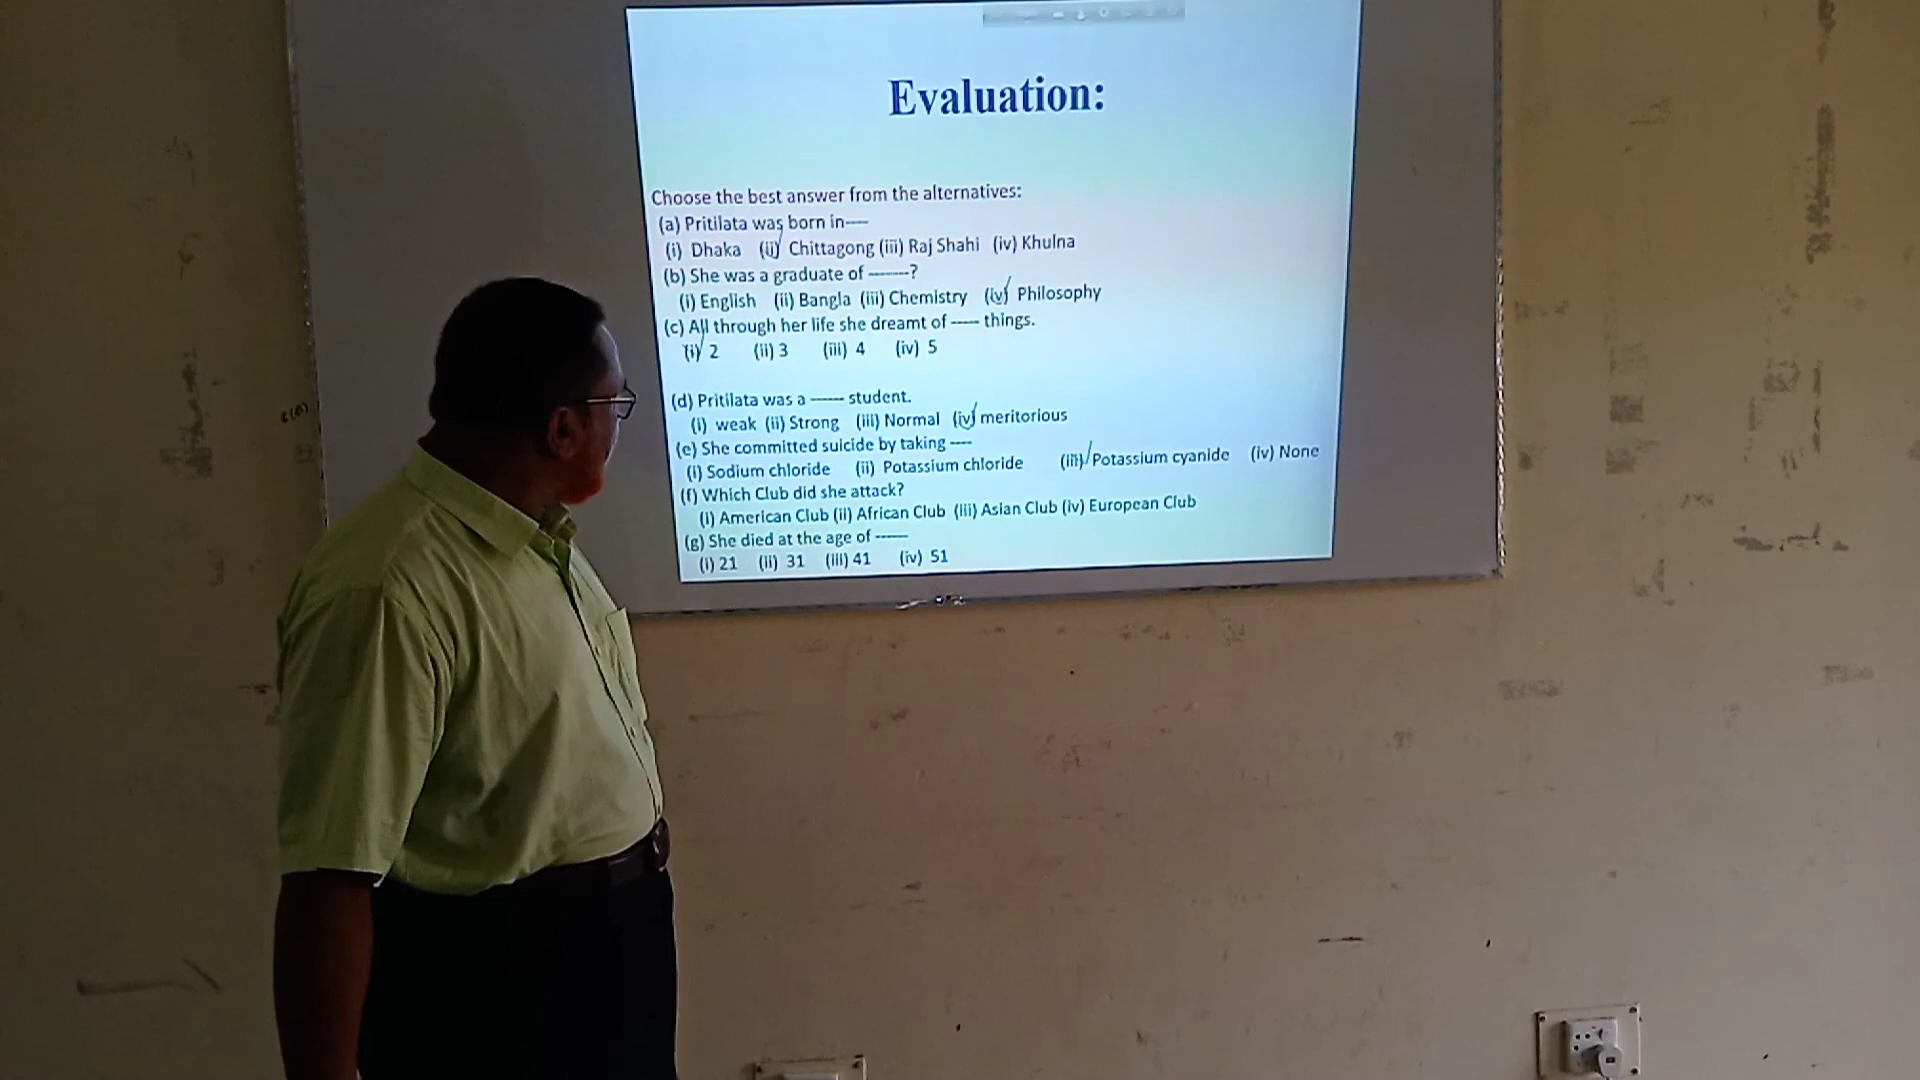 Evaluation:
Choose the best answer from the alternatives:
(a) Pritilata was born in----
(i) Dhaka (ii) Chittagong (iii) Raj Shahi (iv) Khulna
(b) She was a graduate of -------?
(i) English (ii) Bangla (iii) Chemistry (iv) Philosophy
(c) All through her life she dreamt of ----- things.
(i) 2 (ii) 3 (iii) 4 (iv) 5
(d) Pritilata was a ------ student.
(i) weak (ii) Strong (iii) Normal (iv) meritorious
(e) She committed suicide by taking ----
(i) Sodium chloride (ii) Potassium chloride (iii) Potassium cyanide (iv) None
(f) Which Club did she attack?
(i) American Club (ii) African Club (iii) Asian Club (iv) European Club
(g) She died at the age of ------
(i) 21 (ii) 31 (iii) 41 (iv) 51